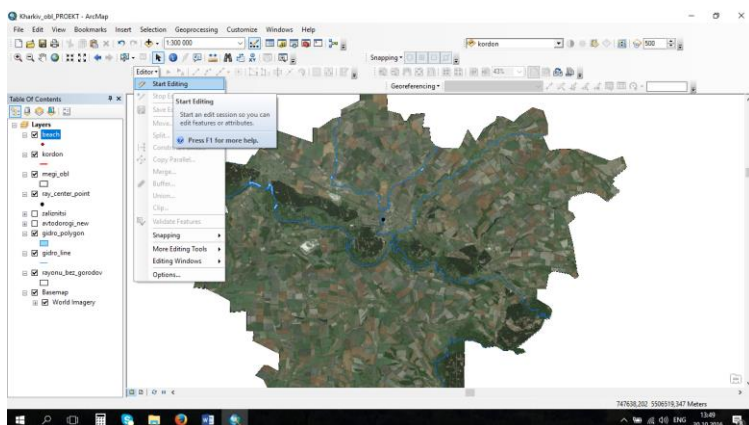 Kharkiv_obl_PROEKT - ArcMap
File Edit View Bookmarks Insert Selection Geoprocessing Customize Windows Help
1:300 000
kordon
500
Snapping
42%
Editor
Georeferencing
Start Editing
Start Editing
Start an edit session so you can
edit features or attributes.
Press F1 for more help.
Move...
Split...
Copy Parallel...
Merge...
Buffer...
Union...
Clip...
Validate Features
Snapping
More Editing Tools
Editing Windows
Options...
Table Of Contents
Layers
beach
kordon
megi_obl
ray_center_point
zaliznitsi
avtodorogi_new
gidro_polygon
gidro_line
rayonu_bez_gorodov
Basemap
World Imagery
747638,202 5506519,347 Meters
ENG
13:49
20.10.2016